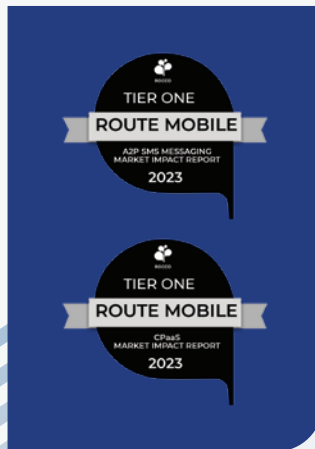 ROCCO
TIER ONE
ROUTE MOBILE
A2P SMS MESSAGING
MARKET IMPACT REPORT
2023
ROCCO
TIER ONE
ROUTE MOBILE
CPaaS
MARKET IMPACT REPORT
2023